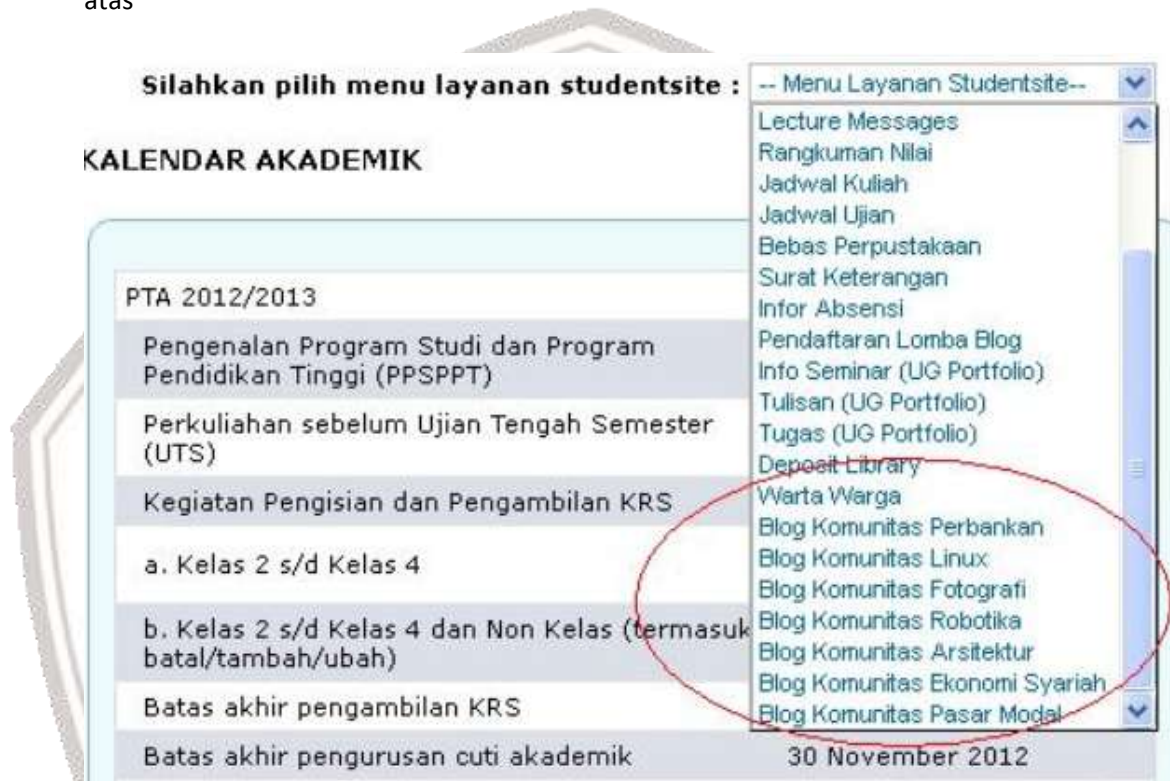 atas
Silahkan pilih menu layanan studentsite :
-- Menu Layanan Studentsite--
Lecture Messages
Rangkuman Nilai
Jadwal Kuliah
Jadwal Ujian
Bebas Perpustakaan
Surat Keterangan
Infor Absensi
Pendaftaran Lomba Blog
Info Seminar (UG Portfolio)
Tulisan (UG Portfolio)
Tugas (UG Portfolio)
Deposit Library
Warta Warga
Blog Komunitas Perbankan
Blog Komunitas Linux
Blog Komunitas Fotografi
Blog Komunitas Robotika
Blog Komunitas Arsitektur
Blog Komunitas Ekonomi Syariah
Blog Komunitas Pasar Modal
KALENDAR AKADEMIK
PTA 2012/2013
Pengenalan Program Studi dan Program
Pendidikan Tinggi (PPSPPT)
Perkuliahan sebelum Ujian Tengah Semester
(UTS)
Kegiatan Pengisian dan Pengambilan KRS
a. Kelas 2 s/d Kelas 4
b. Kelas 2 s/d Kelas 4 dan Non Kelas (termasuk
batal/tambah/ubah)
Batas akhir pengambilan KRS
Batas akhir pengurusan cuti akademik
30 November 2012